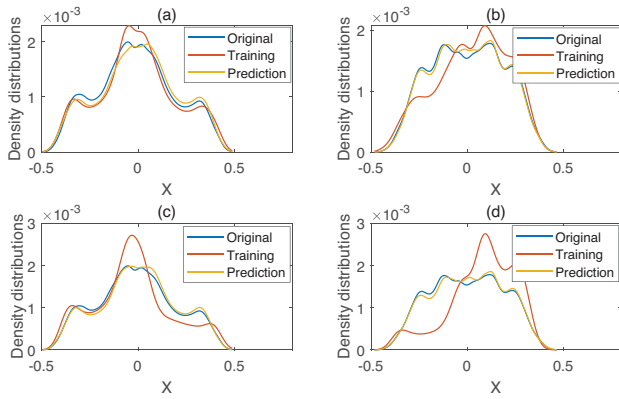 (a)
×10⁻³
Density distributions
2
1
0
-0.5
0
0.5
X
Original
Training
Prediction
(b)
×10⁻³
Density distributions
2
1
0
-0.5
0
0.5
X
Original
Training
Prediction
(c)
×10⁻³
Density distributions
3
2
1
0
-0.5
0
0.5
X
Original
Training
Prediction
(d)
×10⁻³
Density distributions
3
2
1
0
-0.5
0
0.5
X
Original
Training
Prediction